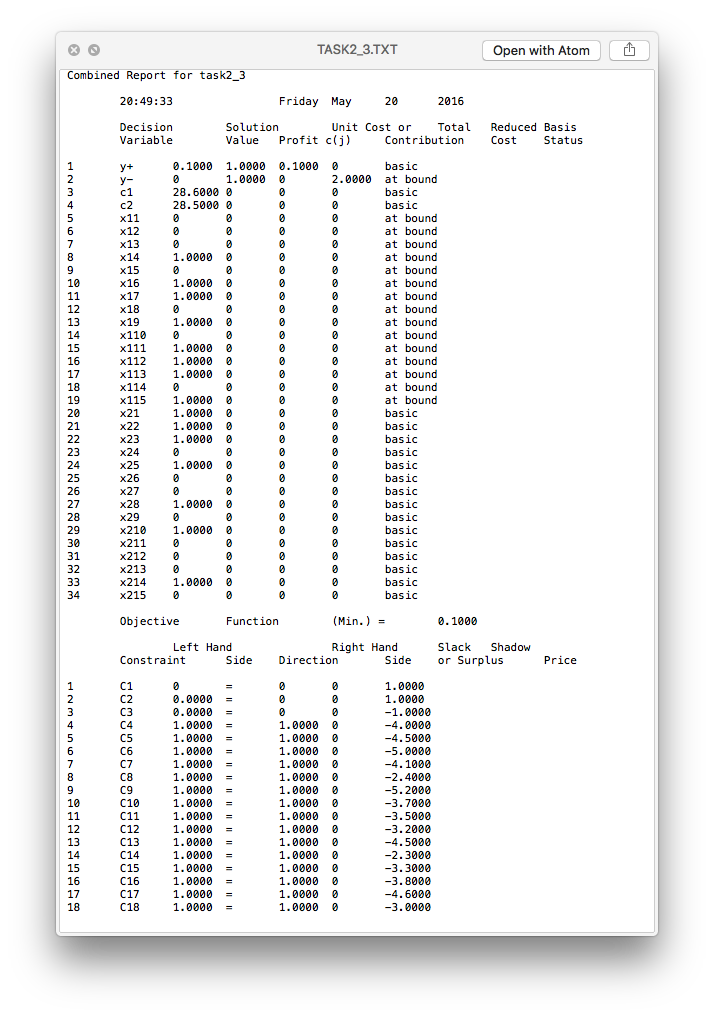 TASK2_3.TXT
Open with Atom
Combined Report for task2_3
20:49:33 Friday May 20 2016
Decision Solution Unit Cost or Total Reduced Basis
Variable Value Profit c(j) Contribution Cost Status
1 y+ 0.1000 1.0000 0.1000 0 basic
2 y- 0 1.0000 0 2.0000 at bound
3 c1 28.6000 0 0 0 basic
4 c2 28.5000 0 0 0 basic
5 x11 0 0 0 0 at bound
6 x12 0 0 0 0 at bound
7 x13 0 0 0 0 at bound
8 x14 1.0000 0 0 0 at bound
9 x15 0 0 0 0 at bound
10 x16 1.0000 0 0 0 at bound
11 x17 1.0000 0 0 0 at bound
12 x18 0 0 0 0 at bound
13 x19 1.0000 0 0 0 at bound
14 x110 0 0 0 0 at bound
15 x111 1.0000 0 0 0 at bound
16 x112 1.0000 0 0 0 at bound
17 x113 1.0000 0 0 0 at bound
18 x114 0 0 0 0 at bound
19 x115 1.0000 0 0 0 at bound
20 x21 1.0000 0 0 0 basic
21 x22 1.0000 0 0 0 basic
22 x23 1.0000 0 0 0 basic
23 x24 0 0 0 0 basic
24 x25 1.0000 0 0 0 basic
25 x26 0 0 0 0 basic
26 x27 0 0 0 0 basic
27 x28 1.0000 0 0 0 basic
28 x29 0 0 0 0 basic
29 x210 1.0000 0 0 0 basic
30 x211 0 0 0 0 basic
31 x212 0 0 0 0 basic
32 x213 0 0 0 0 basic
33 x214 1.0000 0 0 0 basic
34 x215 0 0 0 0 basic
Objective Function (Min.) = 0.1000
Left Hand Right Hand Slack Shadow
Constraint Side Direction Side or Surplus Price
1 C1 0 = 0 0 1.0000
2 C2 0.0000 = 0 0 1.0000
3 C3 0.0000 = 0 0 -1.0000
4 C4 1.0000 = 1.0000 0 -4.0000
5 C5 1.0000 = 1.0000 0 -4.5000
6 C6 1.0000 = 1.0000 0 -5.0000
7 C7 1.0000 = 1.0000 0 -4.1000
8 C8 1.0000 = 1.0000 0 -2.4000
9 C9 1.0000 = 1.0000 0 -5.2000
10 C10 1.0000 = 1.0000 0 -3.7000
11 C11 1.0000 = 1.0000 0 -3.5000
12 C12 1.0000 = 1.0000 0 -3.2000
13 C13 1.0000 = 1.0000 0 -4.5000
14 C14 1.0000 = 1.0000 0 -2.3000
15 C15 1.0000 = 1.0000 0 -3.3000
16 C16 1.0000 = 1.0000 0 -3.8000
17 C17 1.0000 = 1.0000 0 -4.6000
18 C18 1.0000 = 1.0000 0 -3.0000